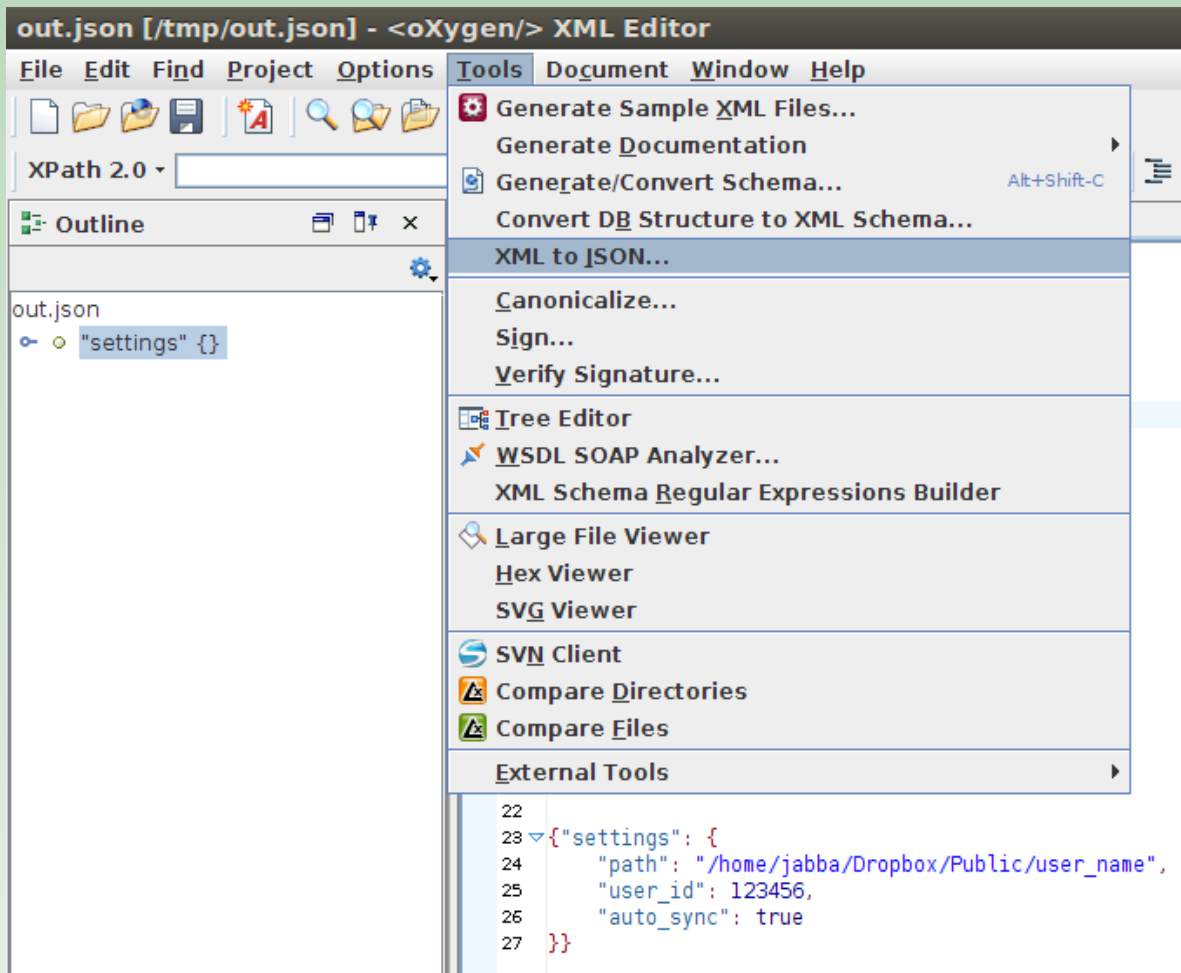 out.json [/tmp/out.json] - <oXygen/> XML Editor
File Edit Find Project Options Tools Document Window Help
XPath 2.0
Outline
out.json
"settings" {}
Generate Sample XML Files...
Generate Documentation
Generate/Convert Schema... Alt+Shift-C
Convert DB Structure to XML Schema...
XML to JSON...
Canonicalize...
Sign...
Verify Signature...
Tree Editor
WSDL SOAP Analyzer...
XML Schema Regular Expressions Builder
Large File Viewer
Hex Viewer
SVG Viewer
SVN Client
Compare Directories
Compare Files
External Tools
22
23 {"settings": {
24 "path": "/home/jabba/Dropbox/Public/user_name",
25 "user_id": 123456,
26 "auto_sync": true
27 }}